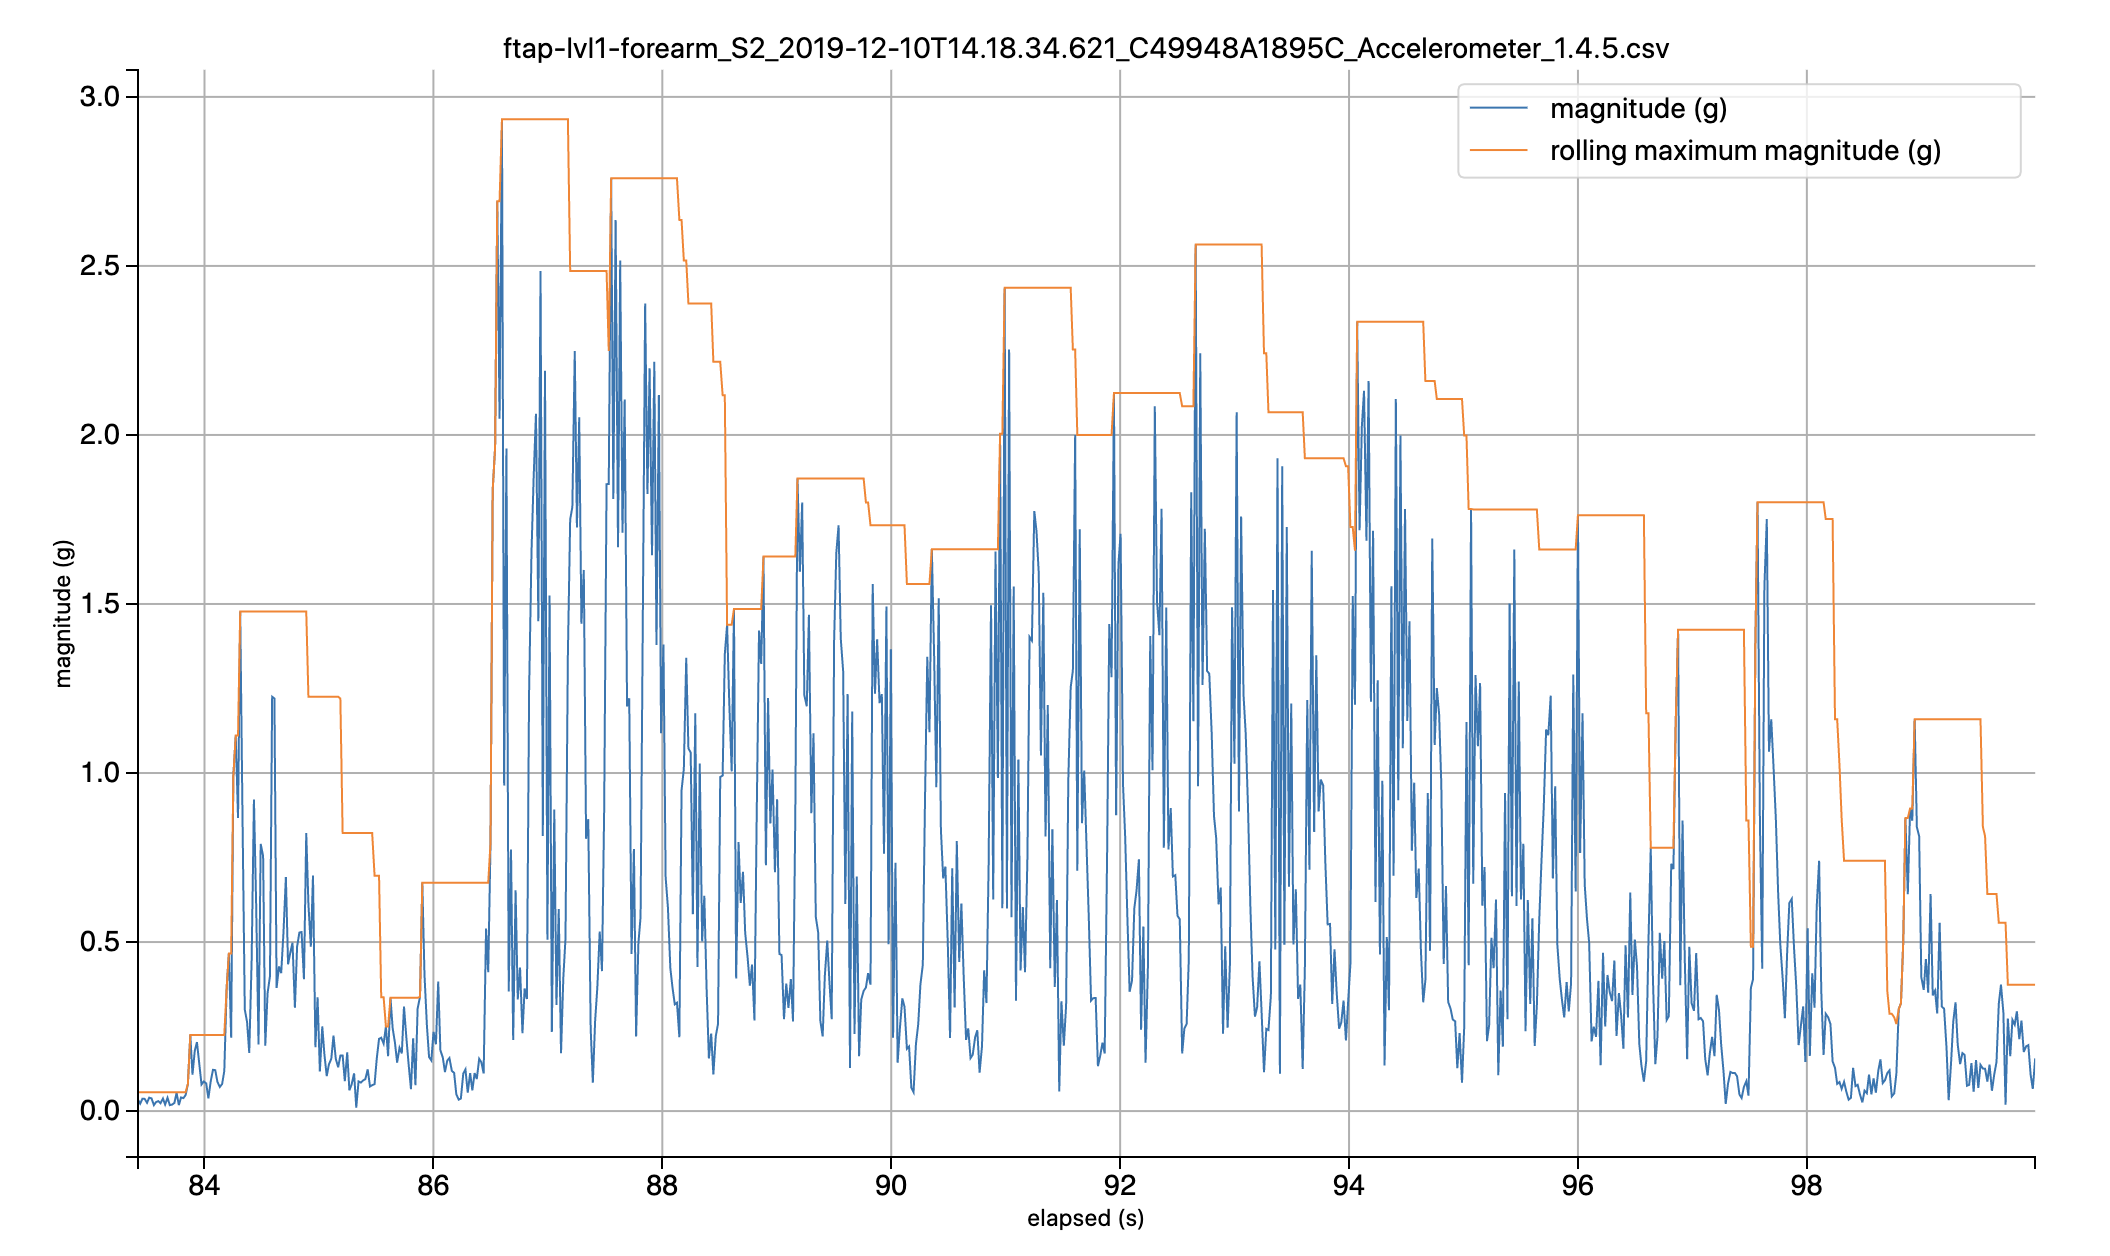 ftap-lvl1-forearm_S2_2019-12-10T14.18.34.621_C49948A1895C_Accelerometer_1.4.5.csv
magnitude (g)
rolling maximum magnitude (g)
3.0
2.5
2.0
1.5
1.0
0.5
0.0
magnitude (g)
84 86 88 90 92 94 96 98
elapsed (s)